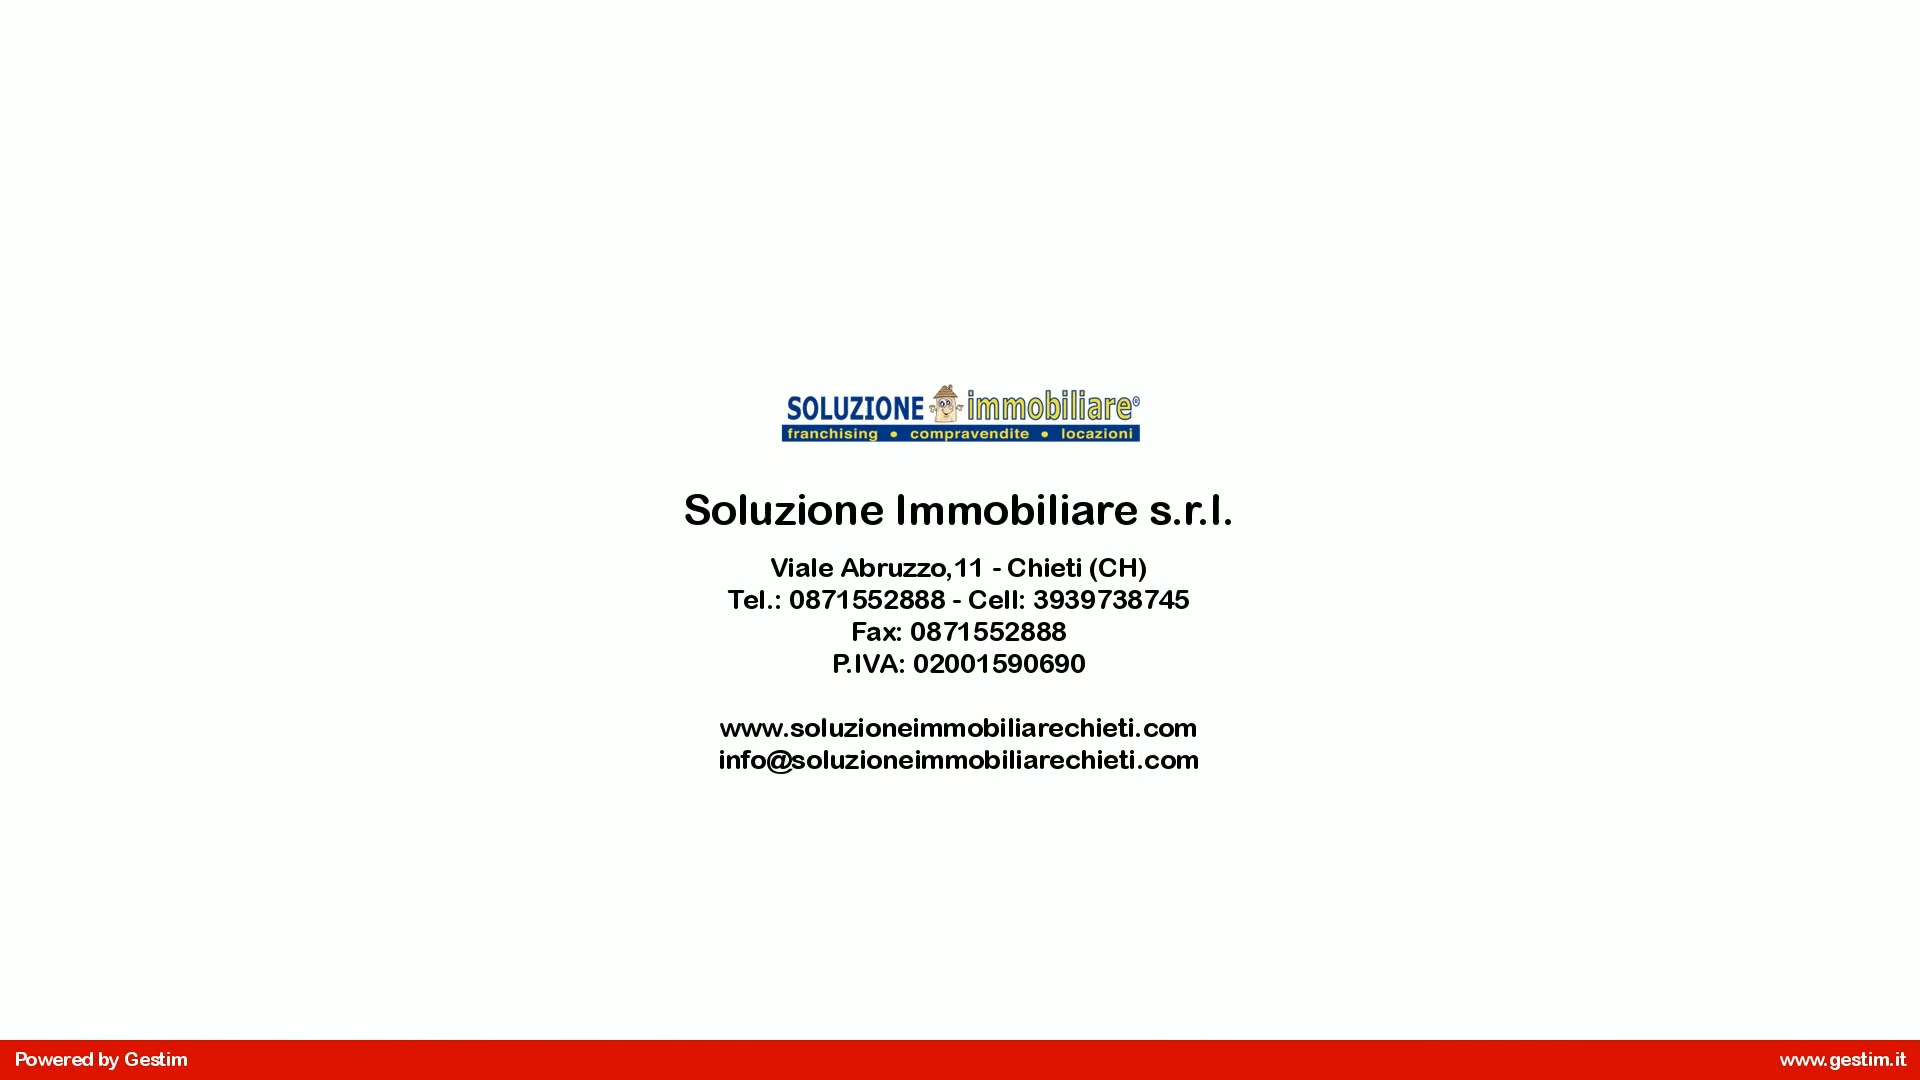 SOLUZIONE immobiliare®
franchising • compravendite • locazioni
Soluzione Immobiliare s.r.l.
Viale Abruzzo,11 - Chieti (CH)
Tel.: 0871552888 - Cell: 3939738745
Fax: 0871552888
P.IVA: 02001590690
www.soluzioneimmobiliarechieti.com
info@soluzioneimmobiliarechieti.com
Powered by Gestim
www.gestim.it